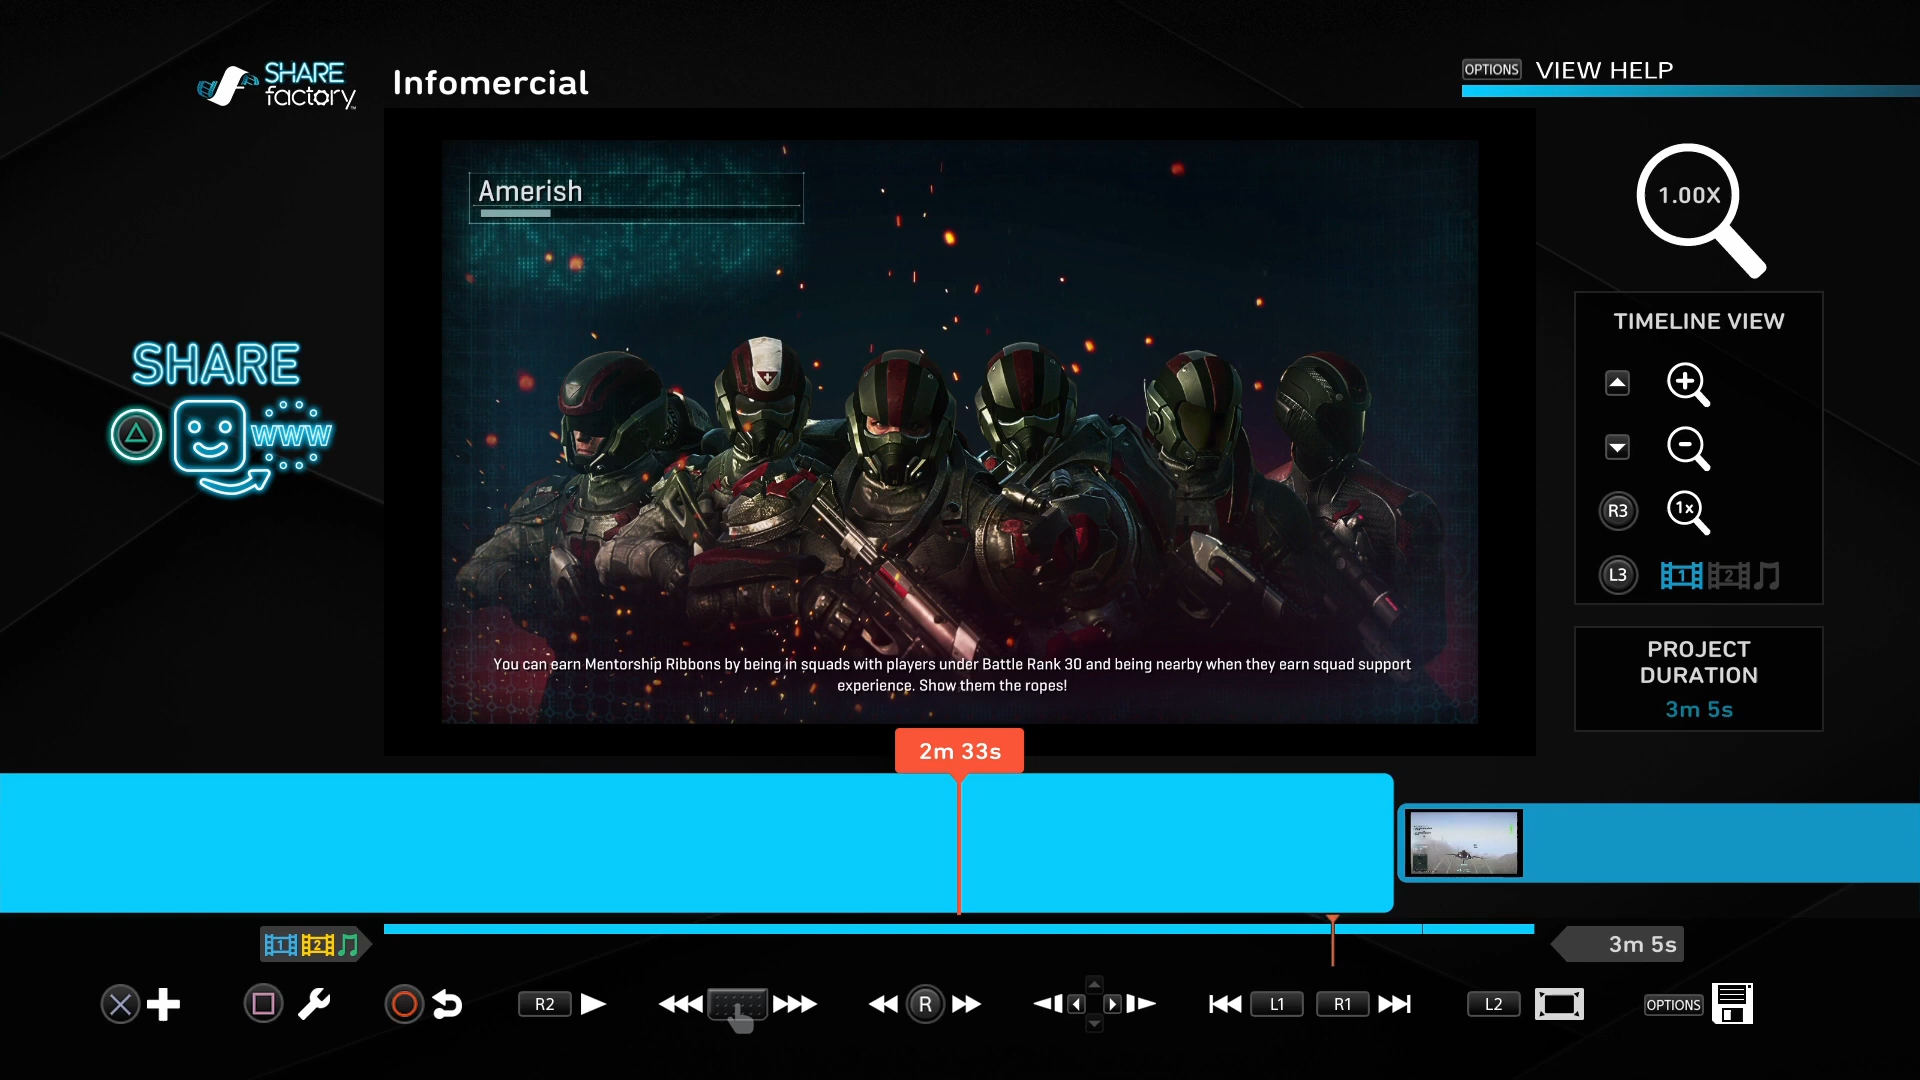 SHARE
factory
Infomercial
OPTIONS VIEW HELP
Amerish
1.00X
TIMELINE VIEW
SHARE
WWW
R3 1x
L3 1 2
You can earn Mentorship Ribbons by being in squads with players under Battle Rank 30 and being nearby when they earn squad support
experience. Show them the ropes!
PROJECT
DURATION
3m 5s
2m 33s
1 2
3m 5s
R2 R L1 R1 L2 OPTIONS